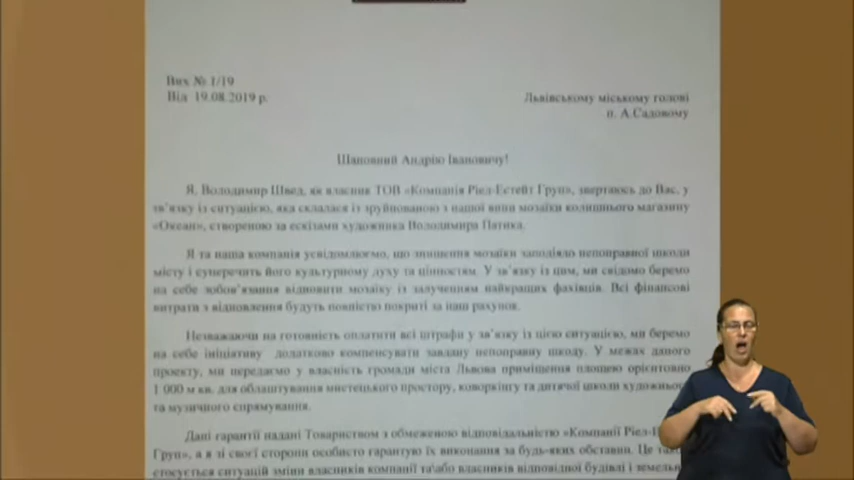 Вих № 1/19
Від 19.08.2019 р.
Львівському міському голові
п. А.Садовому
Шановний Андрію Івановичу!
Я, Володимир Швед, як власник ТОВ «Компанія Ріел-Естейт Груп», звертаюсь до Вас, у
зв'язку із ситуацією, яка склалася із зруйнованою з нашої вини мозаїки колишнього магазину
«Океан», створеною за ескізами художника Володимира Патика.
Я та наша компанія усвідомлюємо, що знищення мозаїки заподіяло непоправної школи
місту і суперечить його культурному духу та цінностям. У зв'язку із цим, ми свідомо беремо
на себе зобов'язання відновити мозаїку із залученням найкращих фахівців. Всі фінансові
витрати з відновлення будуть повністю покриті за наш рахунок.
Незважаючи на готовність оплатити всі штрафи у зв'язку із цією ситуацією, ми беремо
на себе ініціативу додатково компенсувати завдану непоправну шкоду. У межах даного
проекту, ми передаємо у власність громади міста Львова приміщення площею орієнтовно
1 000 м кв. для облаштування мистецького простору, коворкінгу та дитячої школи художньо
та музичного спрямування.
Дані гарантії надані Товариством з обмеженою відповідальністю «Компанії Ріел-
Груп», а я зі своєї сторони особисто гарантую їх виконання за будь-яких обставин. Це
стосується ситуацій зміни власників компанії та\або власників відповідної будівлі і